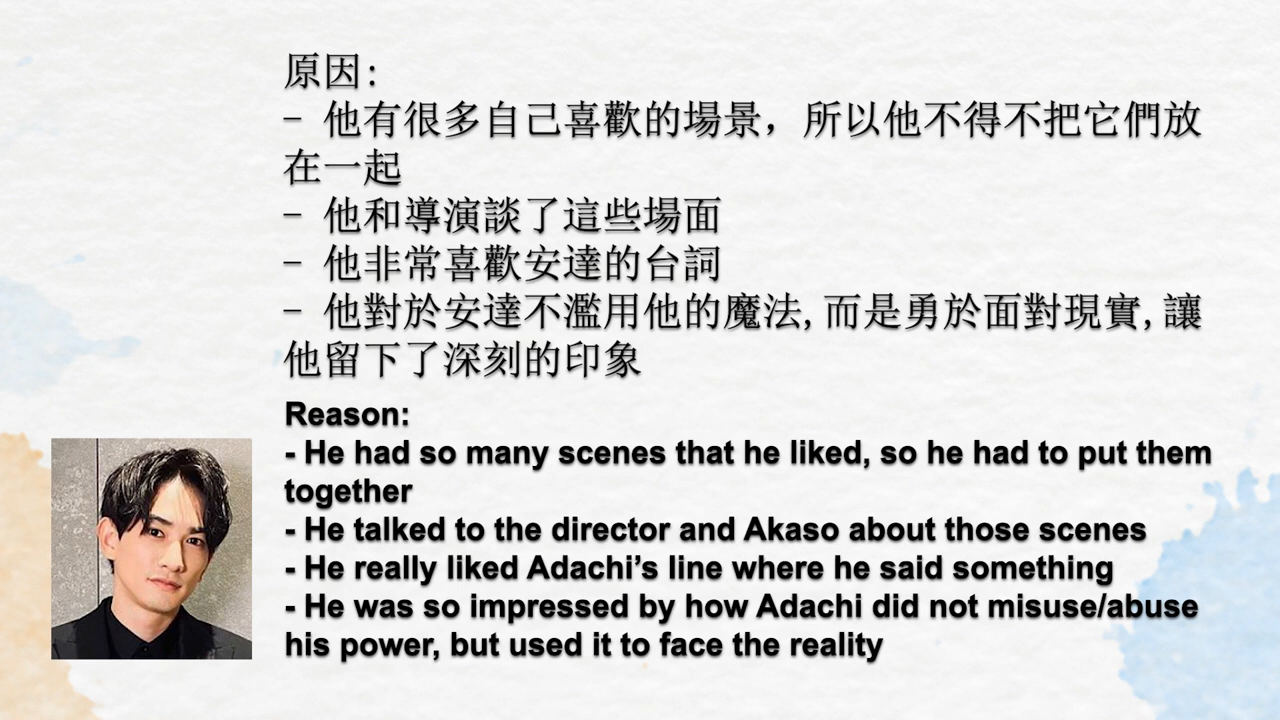 原因:
- 他有很多自己喜歡的場景，所以他不得不把它們放
在一起
- 他和導演談了這些場面
- 他非常喜歡安達的台詞
- 他對於安達不濫用他的魔法,而是勇於面對現實,讓
他留下了深刻的印象
Reason:
- He had so many scenes that he liked, so he had to put them
together
- He talked to the director and Akaso about those scenes
- He really liked Adachi’s line where he said something
- He was so impressed by how Adachi did not misuse/abuse
his power, but used it to face the reality